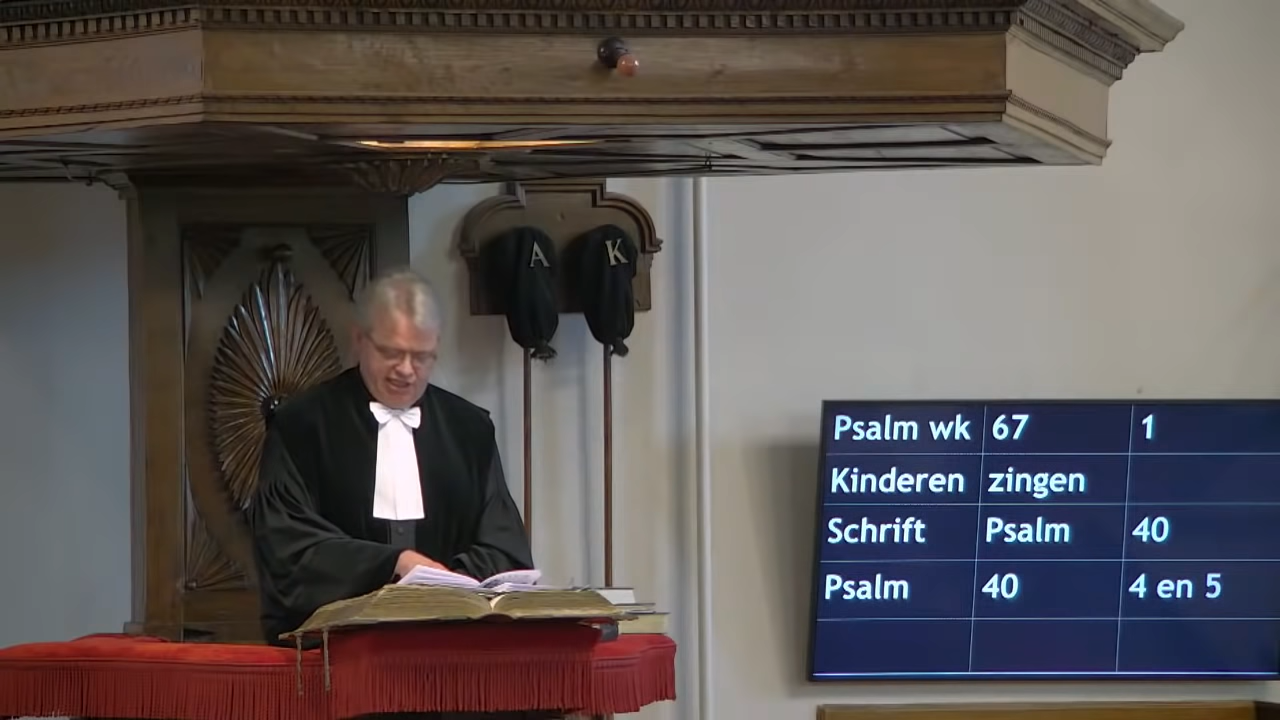 A K
Psalm wk 67 1
Kinderen zingen
Schrift Psalm 40
Psalm 40 4 en 5